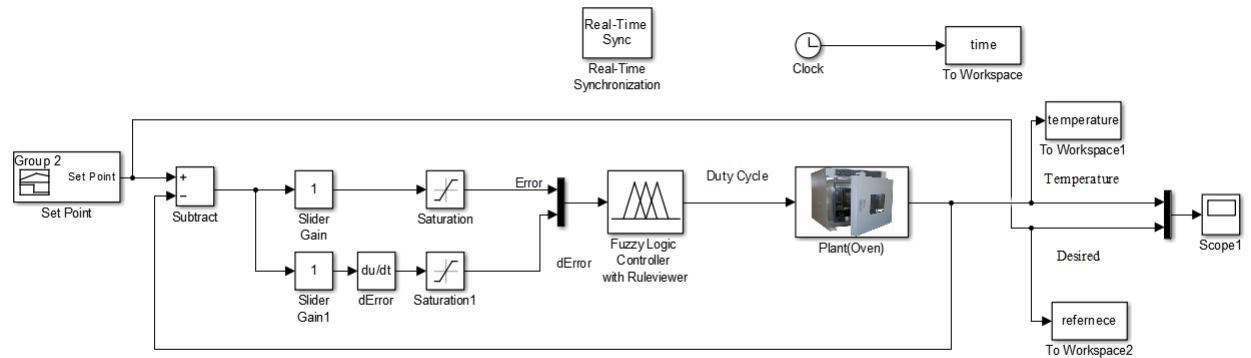 Real-Time
Sync
Real-Time
Synchronization
Clock
time
To Workspace
temperature
To Workspace1
Group 2
Set Point
Set Point
+
−
Subtract
1
Slider
Gain
Saturation
Error
Fuzzy Logic
Controller
with Ruleviewer
Duty Cycle
Plant(Oven)
Temperature
Scope1
1
Slider
Gain1
du/dt
dError
Saturation1
dError
Desired
refernece
To Workspace2